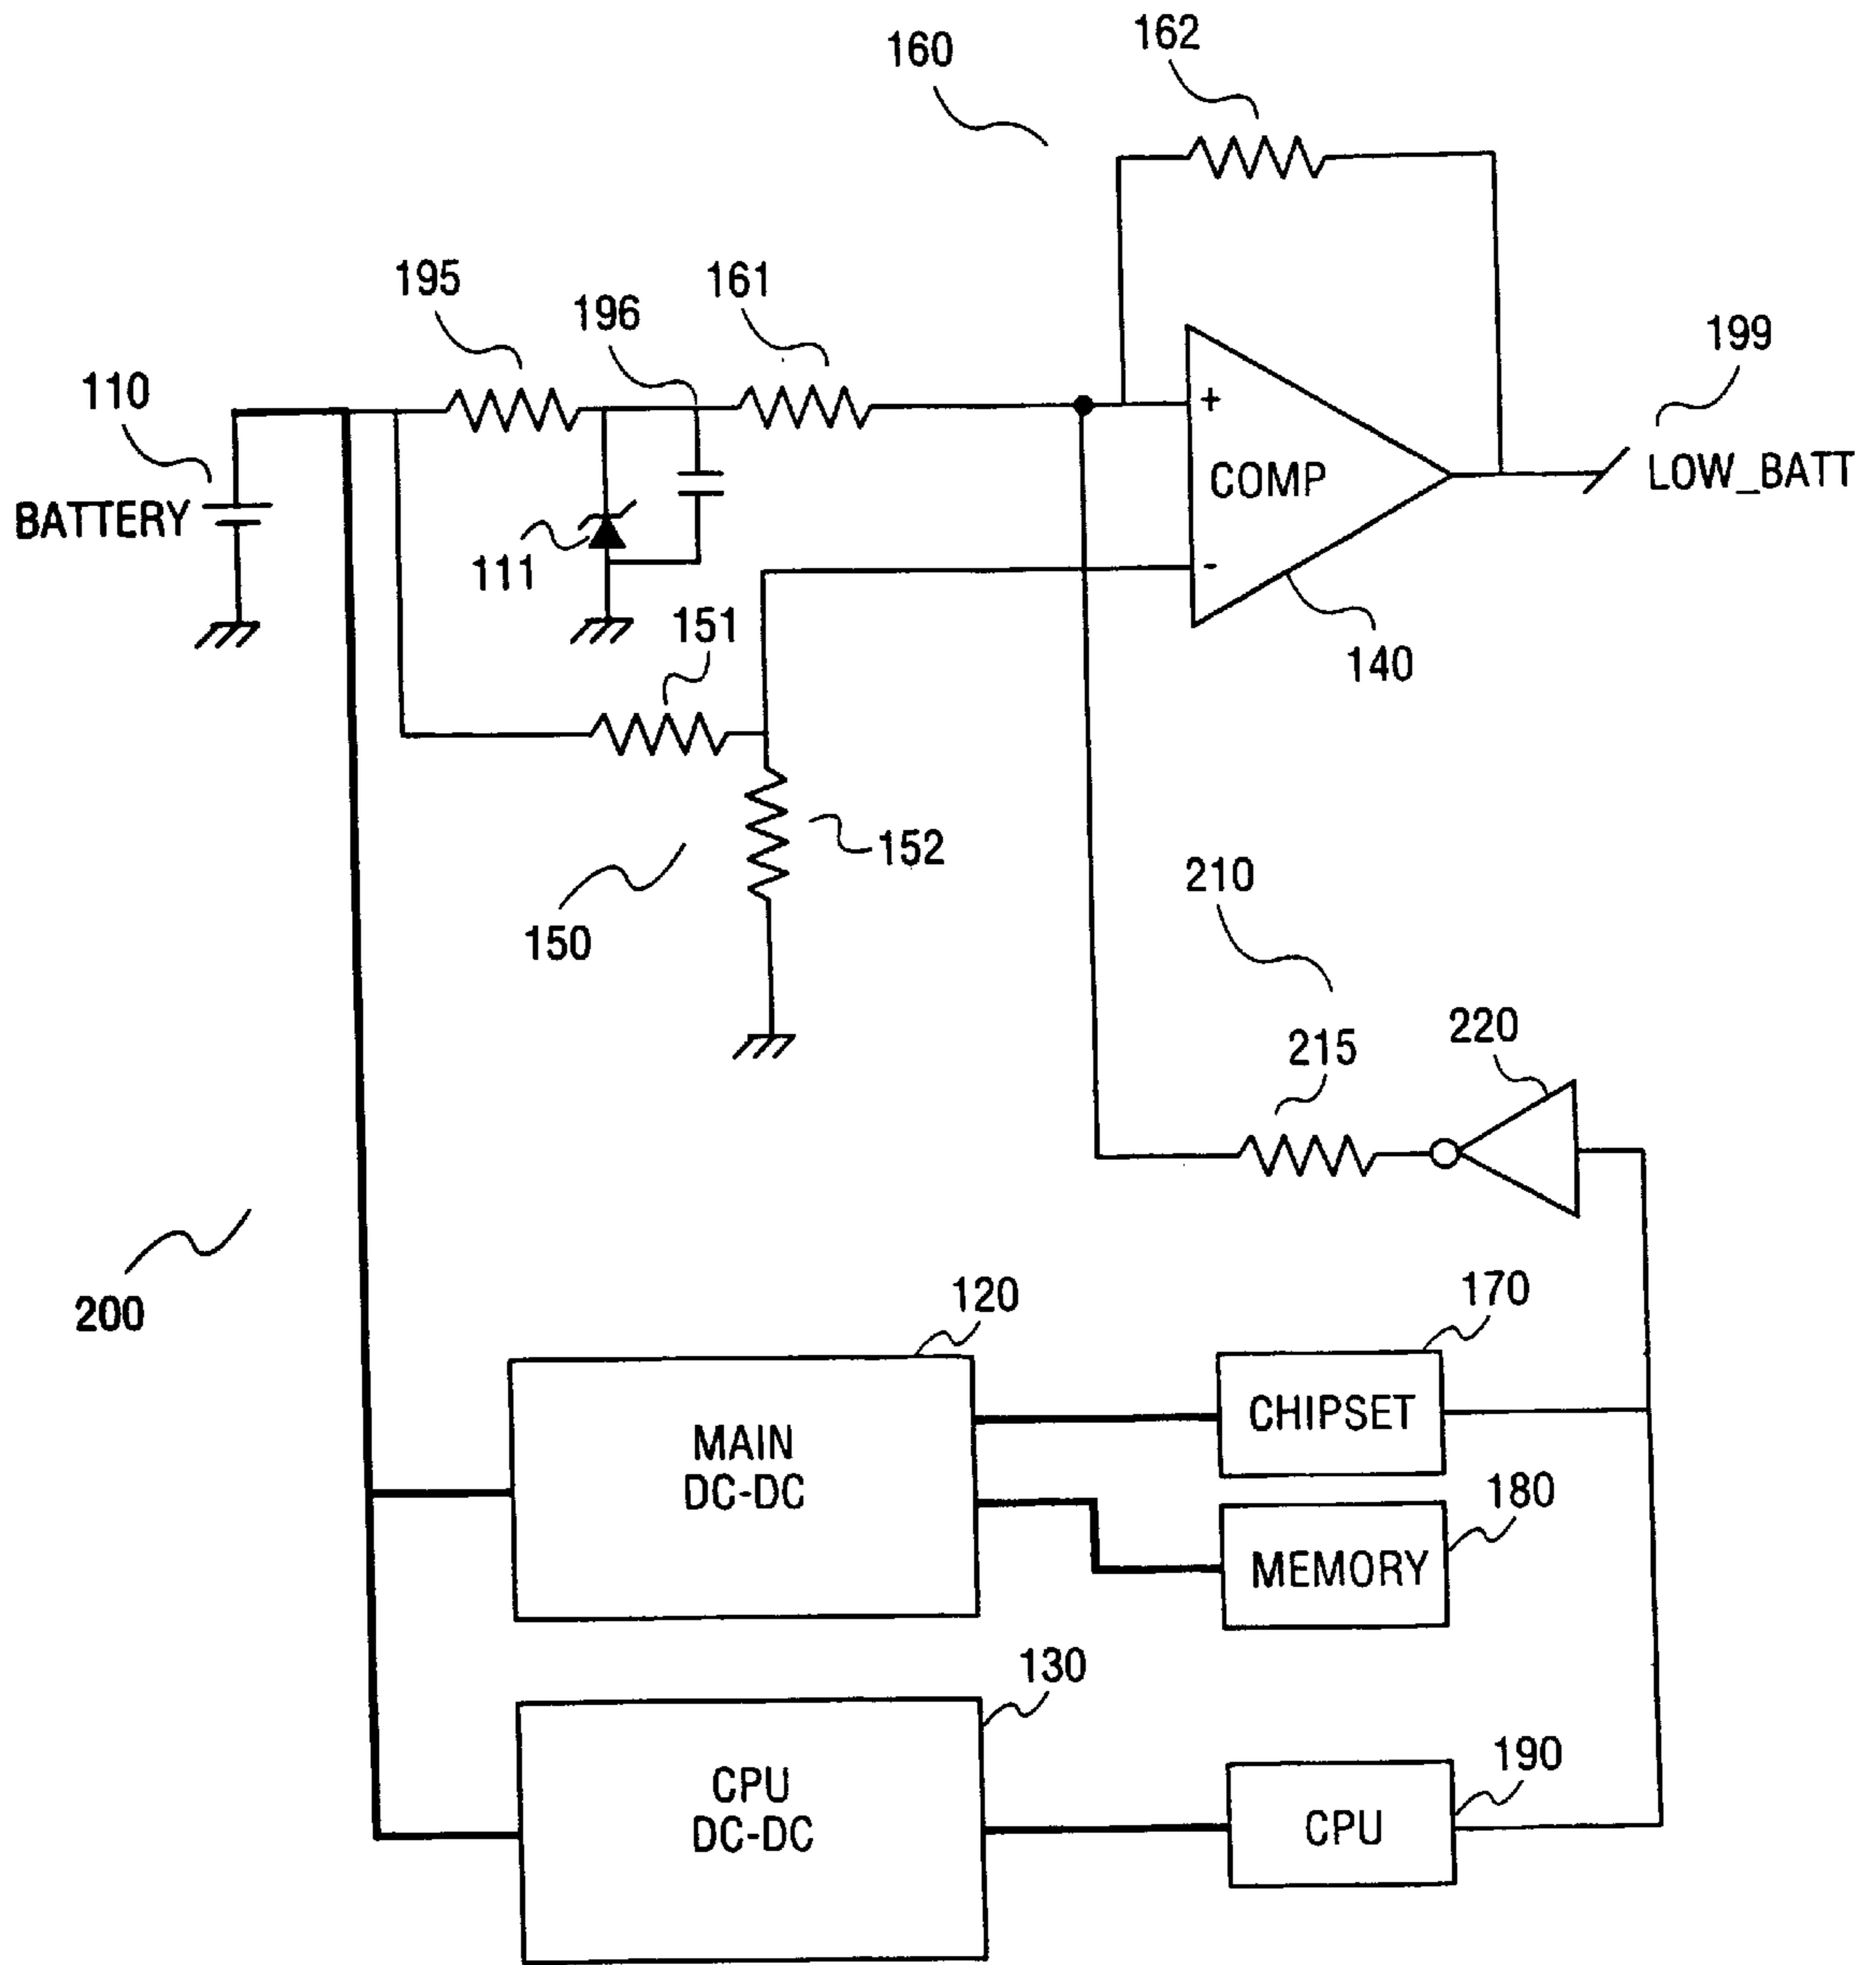 162
160
195
161
196
199
110
+
COMP
LOW_BATT
BATTERY
111
-
151
140
152
210
150
215
220
200
120
170
CHIPSET
MAIN
DC-DC
180
MEMORY
130
190
CPU
DC-DC
CPU